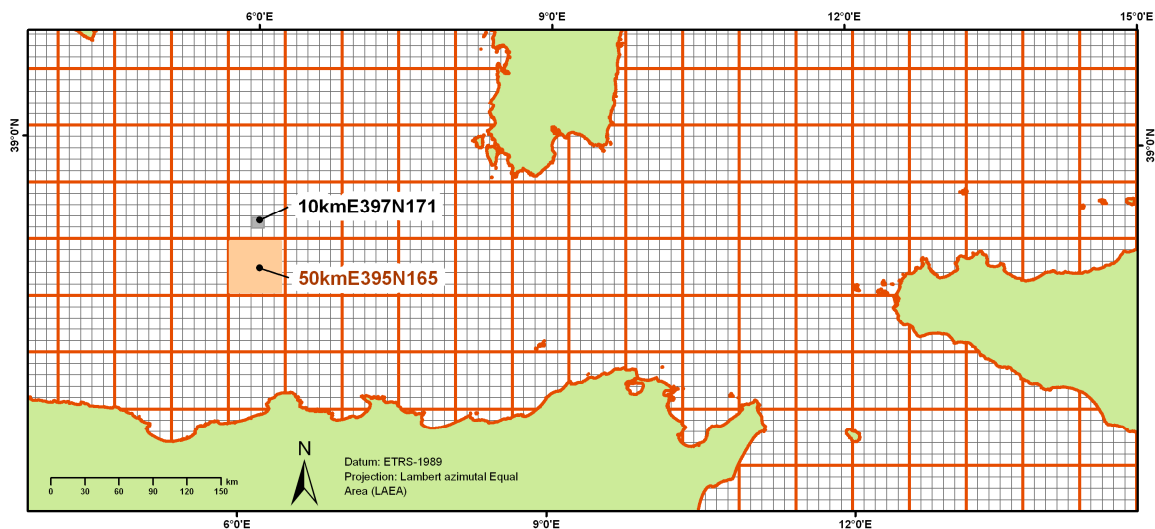 6°0'E 9°0'E 12°0'E 15°0'E
39°0'N 39°0'N
10kmE397N171
50kmE395N165
N
Datum: ETRS-1989
Projection: Lambert azimutal Equal
Area (LAEA)
0 30 60 90 120 150 km
6°0'E 9°0'E 12°0'E